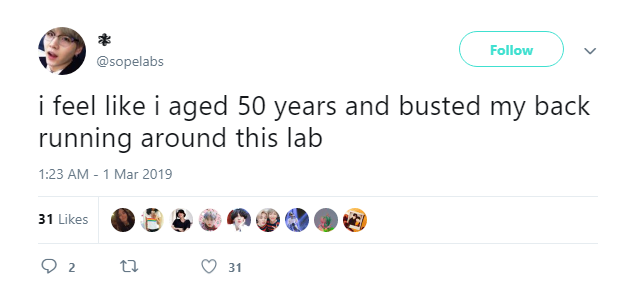 @sopelabs
Follow
i feel like i aged 50 years and busted my back
running around this lab
1:23 AM - 1 Mar 2019
31 Likes
2
31